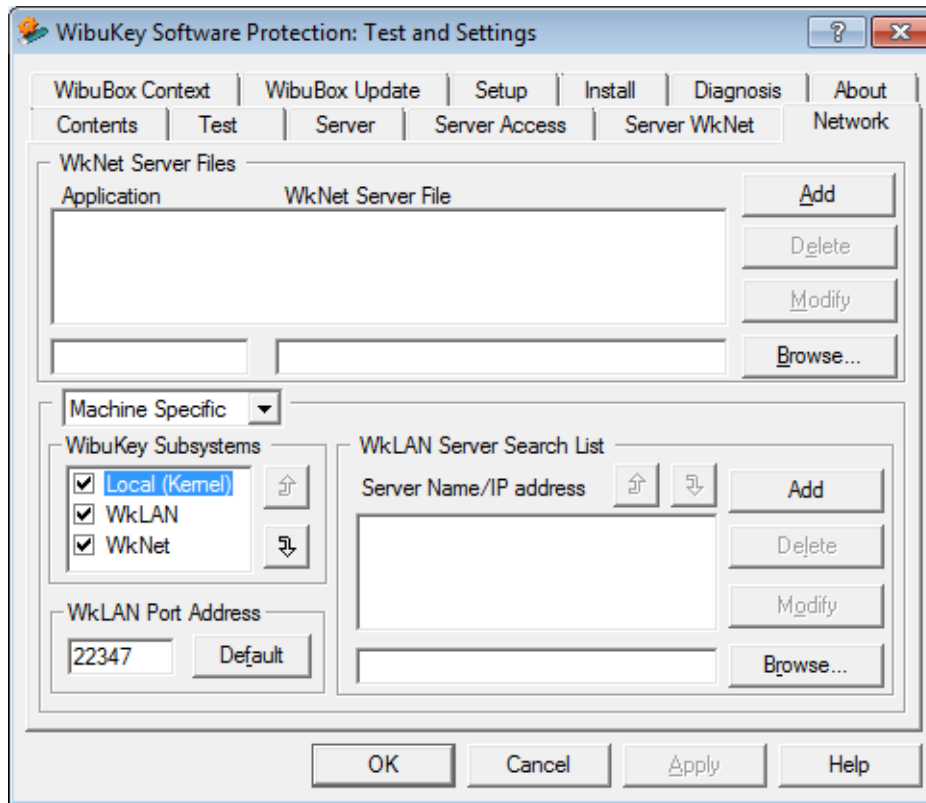 WibuKey Software Protection: Test and Settings
WibuBox Context WibuBox Update Setup Install Diagnosis About
Contents Test Server Server Access Server WkNet Network
WkNet Server Files
Application WkNet Server File
Add
Delete
Modify
Browse...
Machine Specific
WibuKey Subsystems
Local (Kernel)
WkLAN
WkNet
WkLAN Port Address
22347 Default
WkLAN Server Search List
Server Name/IP address
Add
Delete
Modify
Browse...
OK Cancel Apply Help